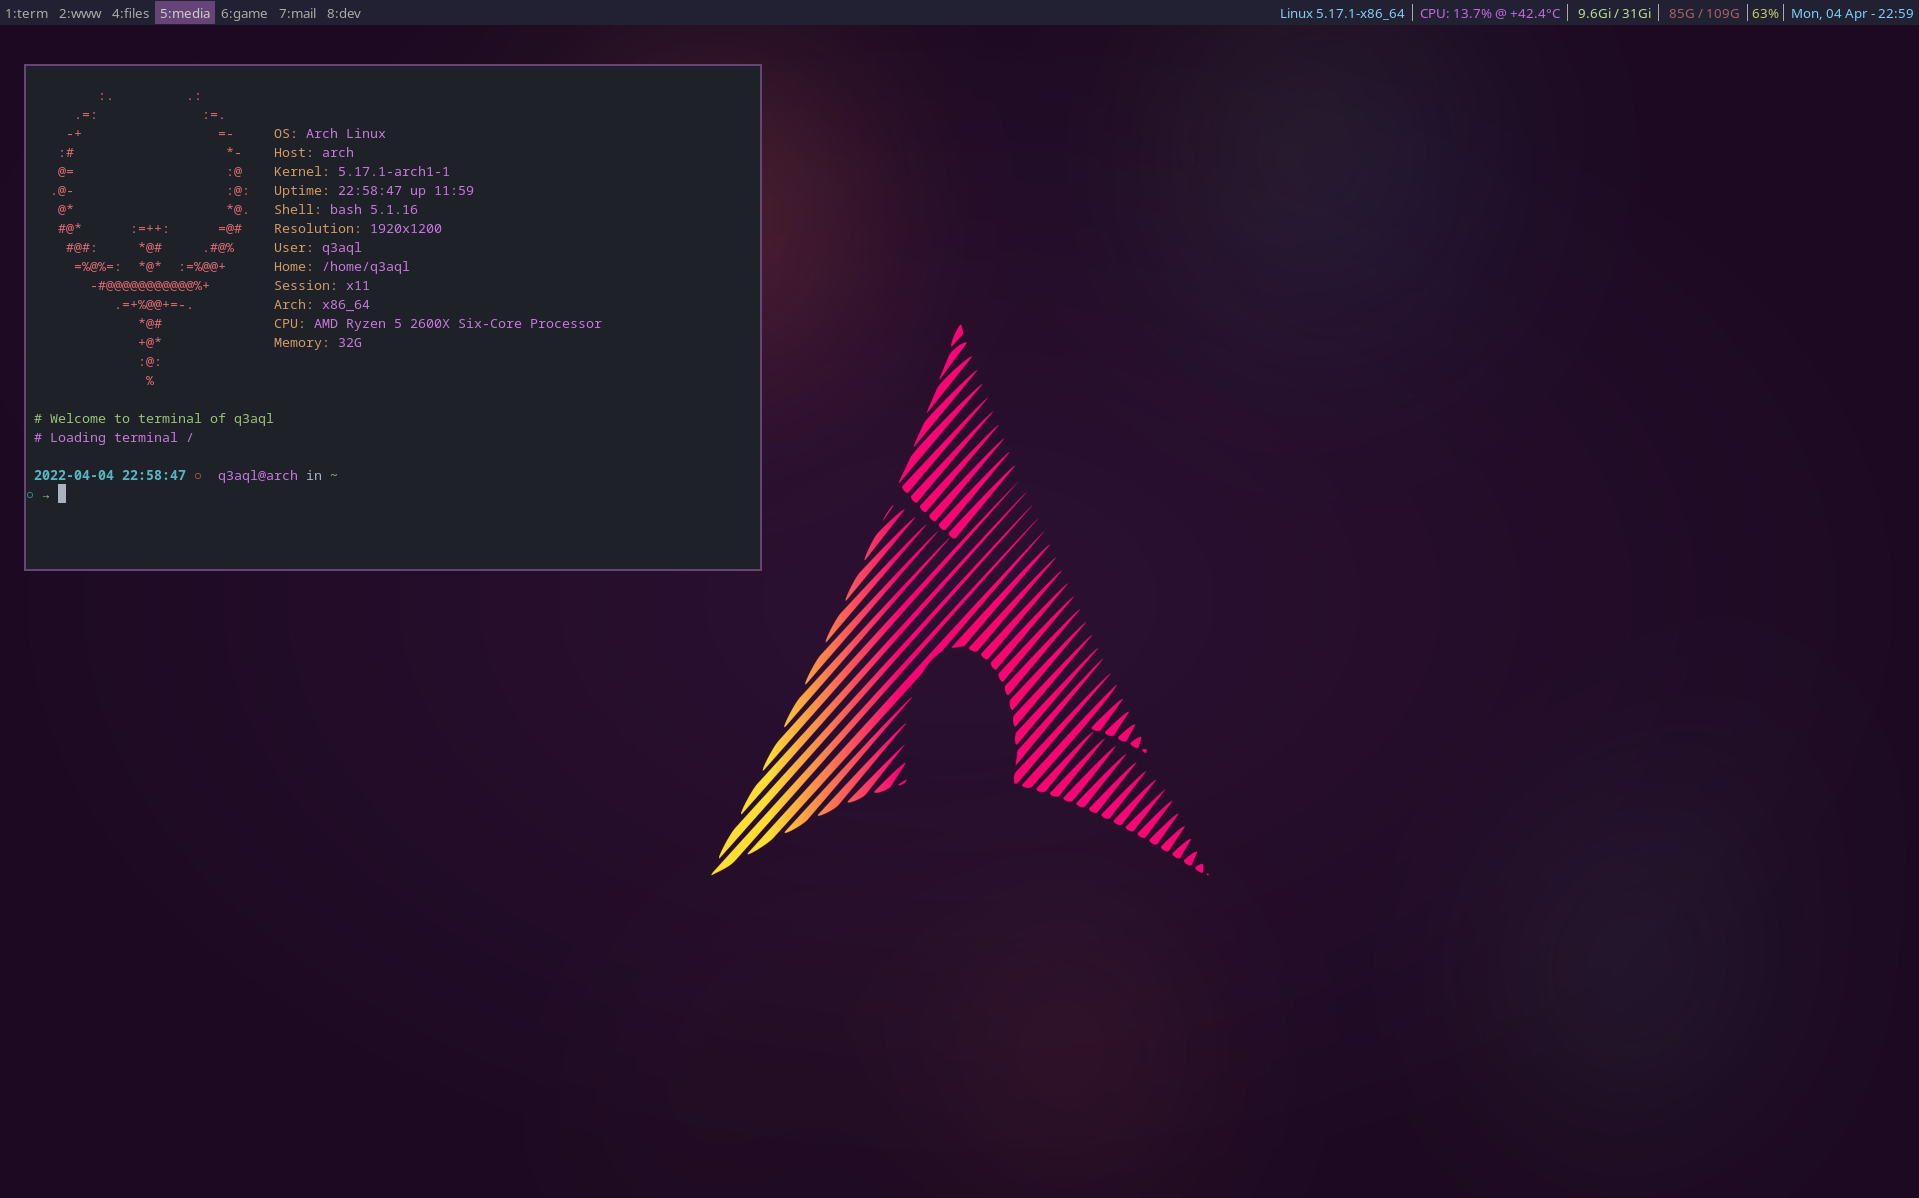 1:term 2:www 4:files 5:media 6:game 7:mail 8:dev
Linux 5.17.1-x86_64 | CPU: 13.7% @ +42.4°C | 9.6Gi / 31Gi | 85G / 109G | 63% | Mon, 04 Apr - 22:59
OS: Arch Linux
Host: arch
Kernel: 5.17.1-arch1-1
Uptime: 22:58:47 up 11:59
Shell: bash 5.1.16
Resolution: 1920x1200
User: q3aql
Home: /home/q3aql
Session: x11
Arch: x86_64
CPU: AMD Ryzen 5 2600X Six-Core Processor
Memory: 32G
# Welcome to terminal of q3aql
# Loading terminal /
2022-04-04 22:58:47 ○ q3aql@arch in ~
○ →